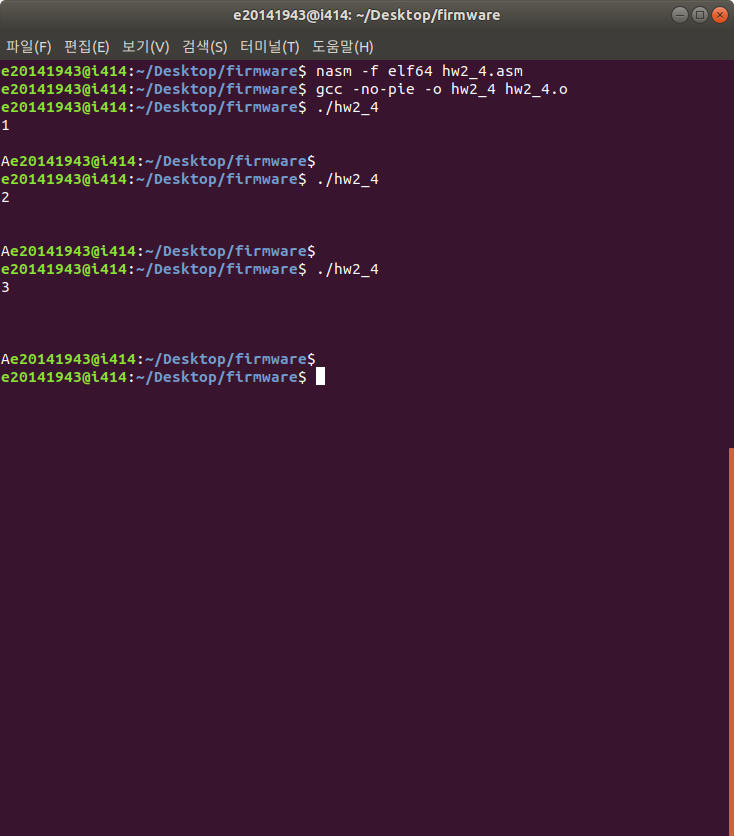 e20141943@i414: ~/Desktop/firmware
파일(F) 편집(E) 보기(V) 검색(S) 터미널(T) 도움말(H)
e20141943@i414:~/Desktop/firmware$ nasm -f elf64 hw2_4.asm
e20141943@i414:~/Desktop/firmware$ gcc -no-pie -o hw2_4 hw2_4.o
e20141943@i414:~/Desktop/firmware$ ./hw2_4
1
Ae20141943@i414:~/Desktop/firmware$
e20141943@i414:~/Desktop/firmware$ ./hw2_4
2
Ae20141943@i414:~/Desktop/firmware$
e20141943@i414:~/Desktop/firmware$ ./hw2_4
3
Ae20141943@i414:~/Desktop/firmware$
e20141943@i414:~/Desktop/firmware$